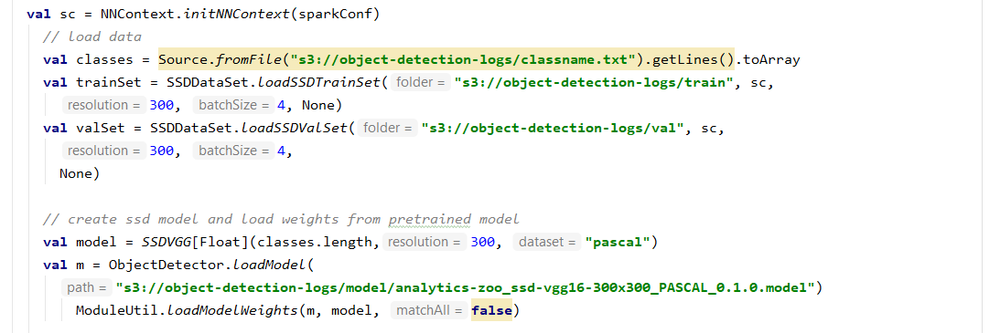 val sc = NNContext.initNNContext(sparkConf)
// load data
val classes = Source.fromFile("s3://object-detection-logs/classname.txt").getLines().toArray
val trainSet = SSDDataSet.loadSSDTrainSet( folder = "s3://object-detection-logs/train", sc,
resolution = 300, batchSize = 4, None)
val valSet = SSDDataSet.loadSSDValSet( folder = "s3://object-detection-logs/val", sc,
resolution = 300, batchSize = 4,
None)
// create ssd model and load weights from pretrained model
val model = SSDVGG[Float](classes.length, resolution = 300, dataset = "pascal")
val m = ObjectDetector.loadModel(
path = "s3://object-detection-logs/model/analytics-zoo_ssd-vgg16-300x300_PASCAL_0.1.0.model")
ModuleUtil.loadModelWeights(m, model, matchAll = false)